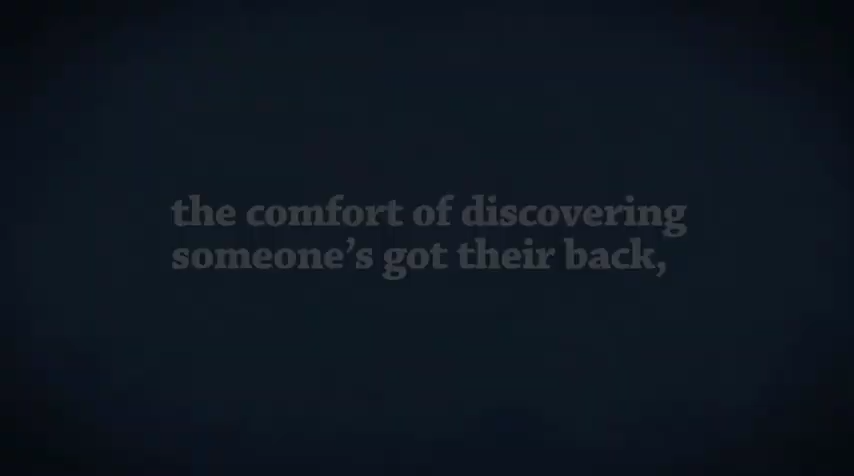 the comfort of discovering
someone’s got their back,